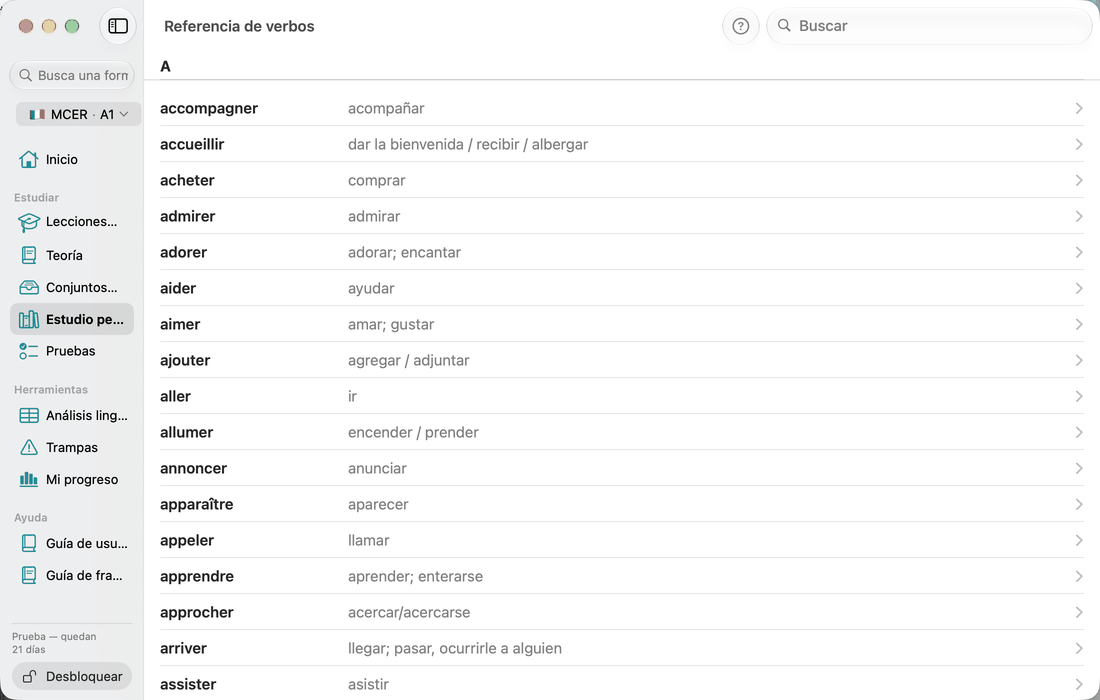 Referencia de verbos
Buscar
Busca una forn
MCER · A1
Inicio
Estudiar
Lecciones...
Teoría
Conjuntos...
Estudio pe...
Pruebas
Herramientas
Análisis ling...
Trampas
Mi progreso
Ayuda
Guía de usu...
Guía de fra...
Prueba — quedan
21 días
Desbloquear
A
accompagner acompañar
accueillir dar la bienvenida / recibir / albergar
acheter comprar
admirer admirar
adorer adorar; encantar
aider ayudar
aimer amar; gustar
ajouter agregar / adjuntar
aller ir
allumer encender / prender
annoncer anunciar
apparaître aparecer
appeler llamar
apprendre aprender; enterarse
approcher acercar/acercarse
arriver llegar; pasar, ocurrirle a alguien
assister asistir